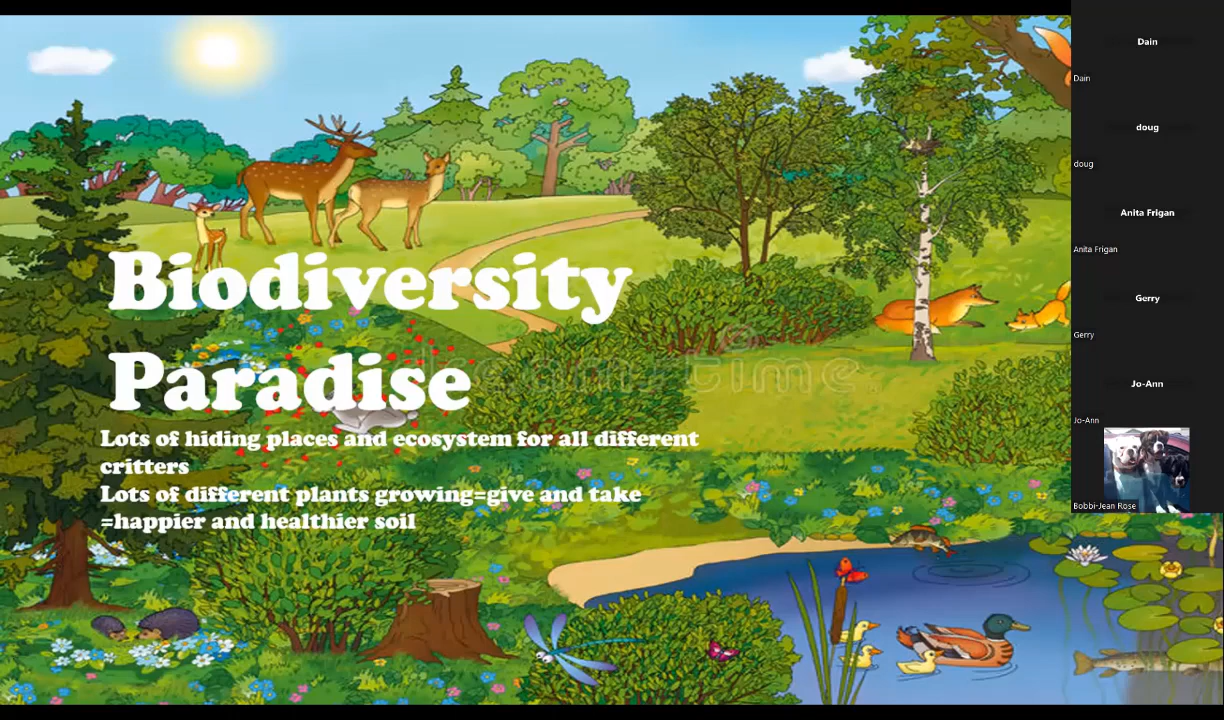 Biodiversity
Paradise
Lots of hiding places and ecosystem for all different
critters
Lots of different plants growing=give and take
=happier and healthier soil
dreamstime.
Dain
Dain
doug
doug
Anita Frigan
Anita Frigan
Gerry
Gerry
Jo-Ann
Jo-Ann
Bobbi-Jean Rose